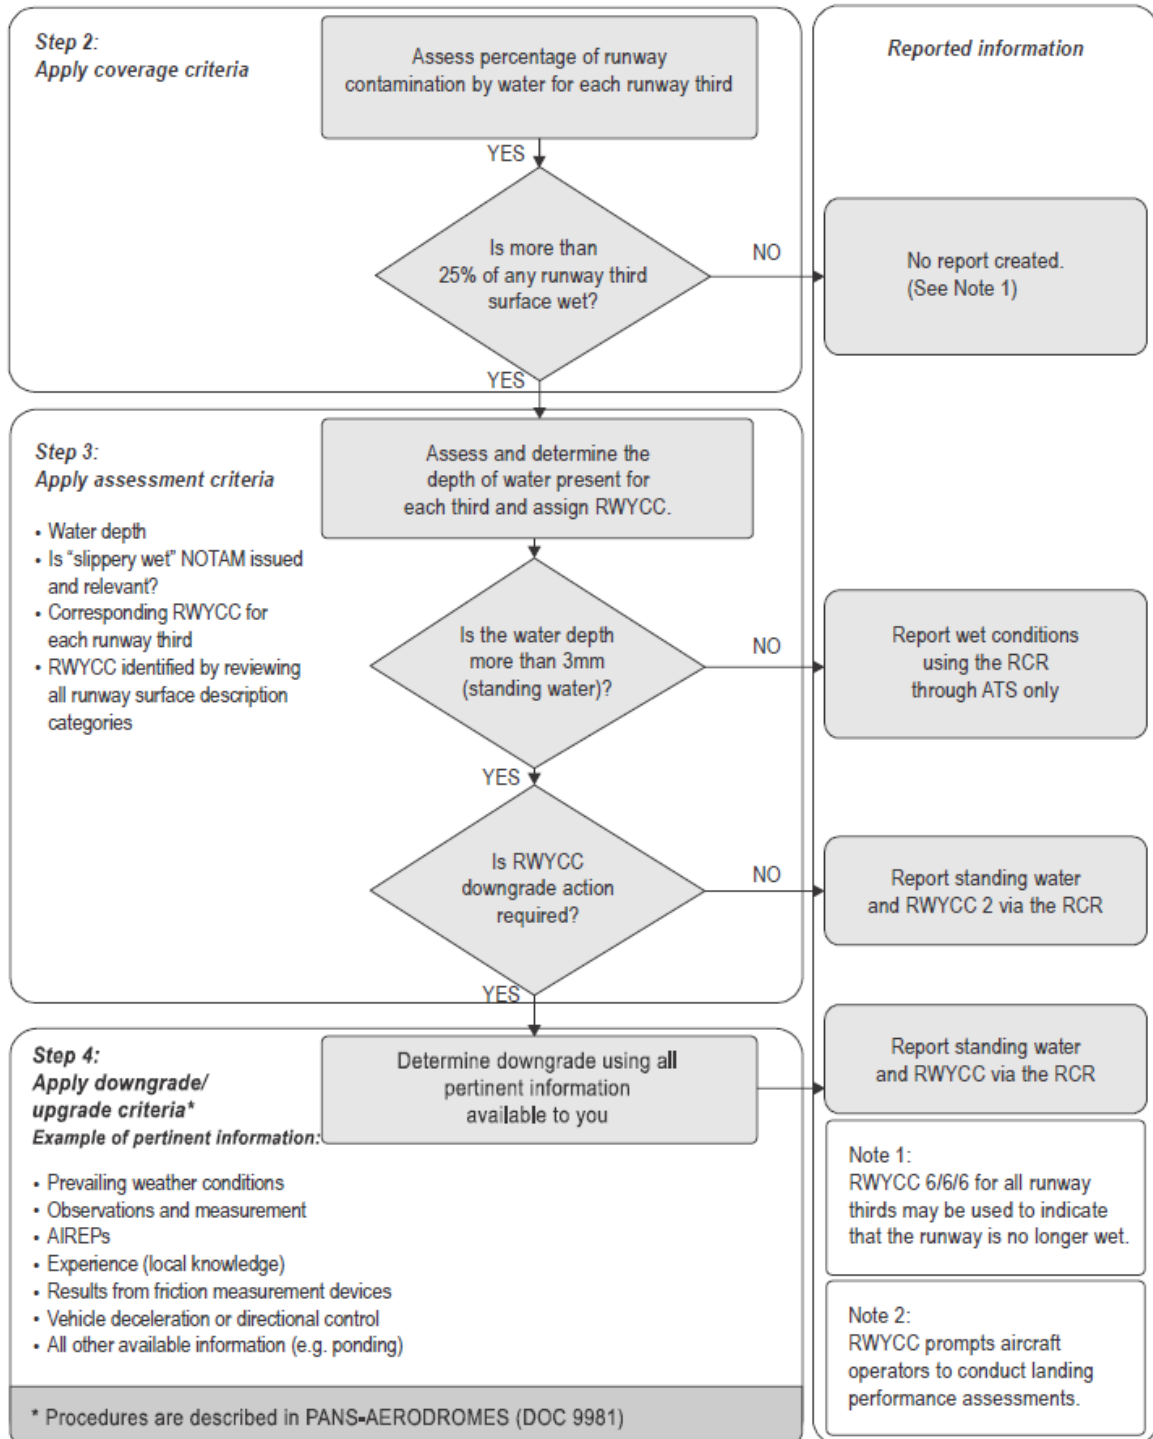 Step 2:
Apply coverage criteria
Assess percentage of runway
contamination by water for each runway third
YES
Is more than
25% of any runway third
surface wet?
NO
YES
Step 3:
Apply assessment criteria
• Water depth
• Is “slippery wet” NOTAM issued
and relevant?
• Corresponding RWYCC for
each runway third
• RWYCC identified by reviewing
all runway surface description
categories
Assess and determine the
depth of water present for
each third and assign RWYCC.
Is the water depth
more than 3mm
(standing water)?
NO
YES
Is RWYCC
downgrade action
required?
NO
YES
Step 4:
Apply downgrade/
upgrade criteria*
Example of pertinent information:
• Prevailing weather conditions
• Observations and measurement
• AIREPs
• Experience (local knowledge)
• Results from friction measurement devices
• Vehicle deceleration or directional control
• All other available information (e.g. ponding)
Determine downgrade using all
pertinent information
available to you
* Procedures are described in PANS-AERODROMES (DOC 9981)
Reported information
No report created.
(See Note 1)
Report wet conditions
using the RCR
through ATS only
Report standing water
and RWYCC 2 via the RCR
Report standing water
and RWYCC via the RCR
Note 1:
RWYCC 6/6/6 for all runway
thirds may be used to indicate
that the runway is no longer wet.
Note 2:
RWYCC prompts aircraft
operators to conduct landing
performance assessments.